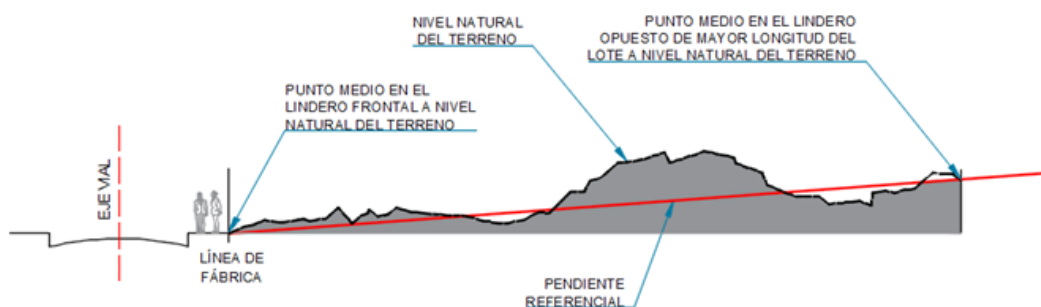 NIVEL NATURAL
DEL TERRENO
PUNTO MEDIO EN EL LINDERO
OPUESTO DE MAYOR LONGITUD DEL
LOTE A NIVEL NATURAL DEL TERRENO
PUNTO MEDIO EN EL
LINDERO FRONTAL A NIVEL
NATURAL DEL TERRENO
EJE VIAL
LÍNEA DE
FÁBRICA
PENDIENTE
REFERENCIAL